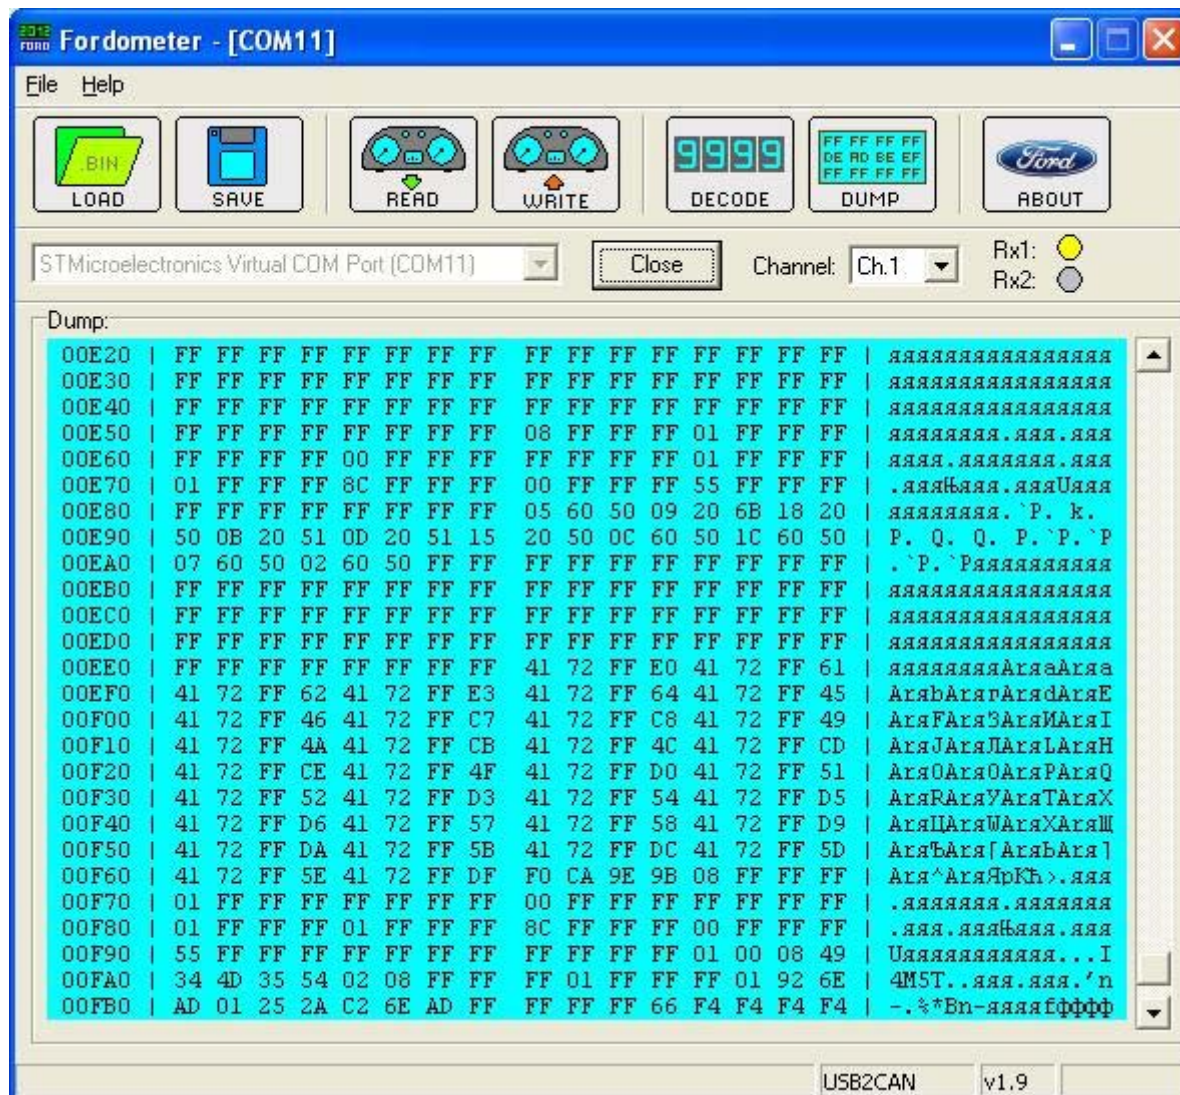 2012
FORD
Fordometer - [COM11]
File Help
.BIN
FF FF FF FF
DE AD BE EF
FF FF FF FF
9999
Ford
LOAD SAVE READ WRITE DECODE DUMP ABOUT
STMicroelectronics Virtual COM Port (COM11) Close Channel: Ch.1 Rx1:
Rx2:
Dump:
00E20 | FF FF FF FF FF FF FF FF FF FF FF FF FF FF FF FF | яяяяяяяяяяяяяяяя
00E30 | FF FF FF FF FF FF FF FF FF FF FF FF FF FF FF FF | яяяяяяяяяяяяяяяя
00E40 | FF FF FF FF FF FF FF FF FF FF FF FF FF FF FF FF | яяяяяяяяяяяяяяяя
00E50 | FF FF FF FF FF FF FF FF 08 FF FF FF 01 FF FF FF | яяяяяяяя.яяя.яяя
00E60 | FF FF FF FF 00 FF FF FF FF FF FF FF 01 FF FF FF | яяяя.яяяяяяя.яяя
00E70 | 01 FF FF FF 8C FF FF FF 00 FF FF FF 55 FF FF FF | .яяяЊяяя.яяяUяяя
00E80 | FF FF FF FF FF FF FF FF 05 60 50 09 20 6B 18 20 | яяяяяяяя.`P. k.
00E90 | 50 0B 20 51 0D 20 51 15 20 50 0C 60 50 1C 60 50 | P. Q. Q. P.`P.`P
00EA0 | 07 60 50 02 60 50 FF FF FF FF FF FF FF FF FF FF | .`P.`Pяяяяяяяяяя
00EB0 | FF FF FF FF FF FF FF FF FF FF FF FF FF FF FF FF | яяяяяяяяяяяяяяяя
00EC0 | FF FF FF FF FF FF FF FF FF FF FF FF FF FF FF FF | яяяяяяяяяяяяяяяя
00ED0 | FF FF FF FF FF FF FF FF FF FF FF FF FF FF FF FF | яяяяяяяяяяяяяяяя
00EE0 | FF FF FF FF FF FF FF FF 41 72 FF E0 41 72 FF 61 | яяяяяяяяArяаArяa
00EF0 | 41 72 FF 62 41 72 FF E3 41 72 FF 64 41 72 FF 45 | ArяbArягArяdArяE
00F00 | 41 72 FF 46 41 72 FF C7 41 72 FF C8 41 72 FF 49 | ArяFArяЗArяИArяI
00F10 | 41 72 FF 4A 41 72 FF CB 41 72 FF 4C 41 72 FF CD | ArяJArяЛArяLArяН
00F20 | 41 72 FF CE 41 72 FF 4F 41 72 FF D0 41 72 FF 51 | ArяОArяOArяРArяQ
00F30 | 41 72 FF 52 41 72 FF D3 41 72 FF 54 41 72 FF D5 | ArяRArяУArяTArяХ
00F40 | 41 72 FF D6 41 72 FF 57 41 72 FF 58 41 72 FF D9 | ArяЦArяWArяXArяЩ
00F50 | 41 72 FF DA 41 72 FF 5B 41 72 FF DC 41 72 FF 5D | ArяЪArя[ArяЬArя]
00F60 | 41 72 FF 5E 41 72 FF DF F0 CA 9E 9B 08 FF FF FF | Arя^ArяЯрКћ›.яяя
00F70 | 01 FF FF FF FF FF FF FF 00 FF FF FF FF FF FF FF | .яяяяяяя.яяяяяяя
00F80 | 01 FF FF FF 01 FF FF FF 8C FF FF FF 00 FF FF FF | .яяя.яяяЊяяя.яяя
00F90 | 55 FF FF FF FF FF FF FF FF FF FF FF 01 00 08 49 | Uяяяяяяяяяяя...I
00FA0 | 34 4D 35 54 02 08 FF FF FF 01 FF FF FF 01 92 6E | 4M5T..яяя.яяя.’n
00FB0 | AD 01 25 2A C2 6E AD FF FF FF FF 66 F4 F4 F4 F4 | -.%*Вn-яяяяfфффф
USB2CAN v1.9